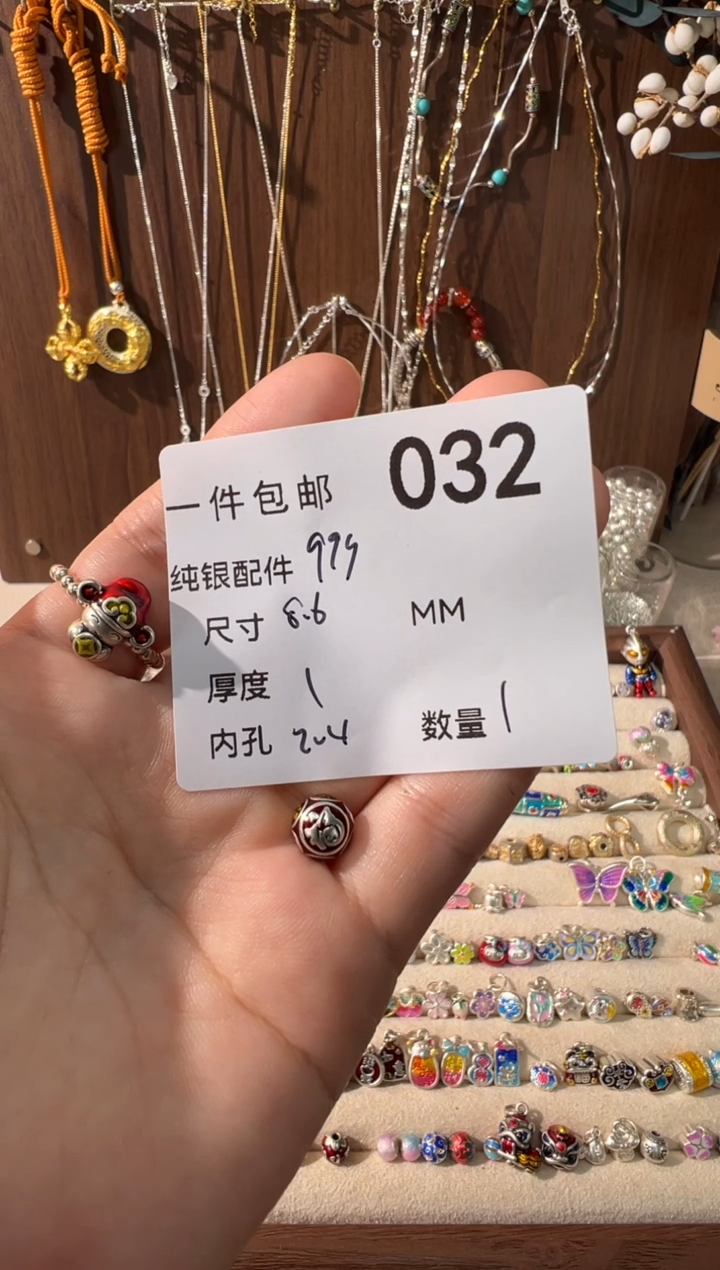 032
一件包邮
纯银配件 999
尺寸 8.6 MM
厚度 1
内孔 2.4 数量 1